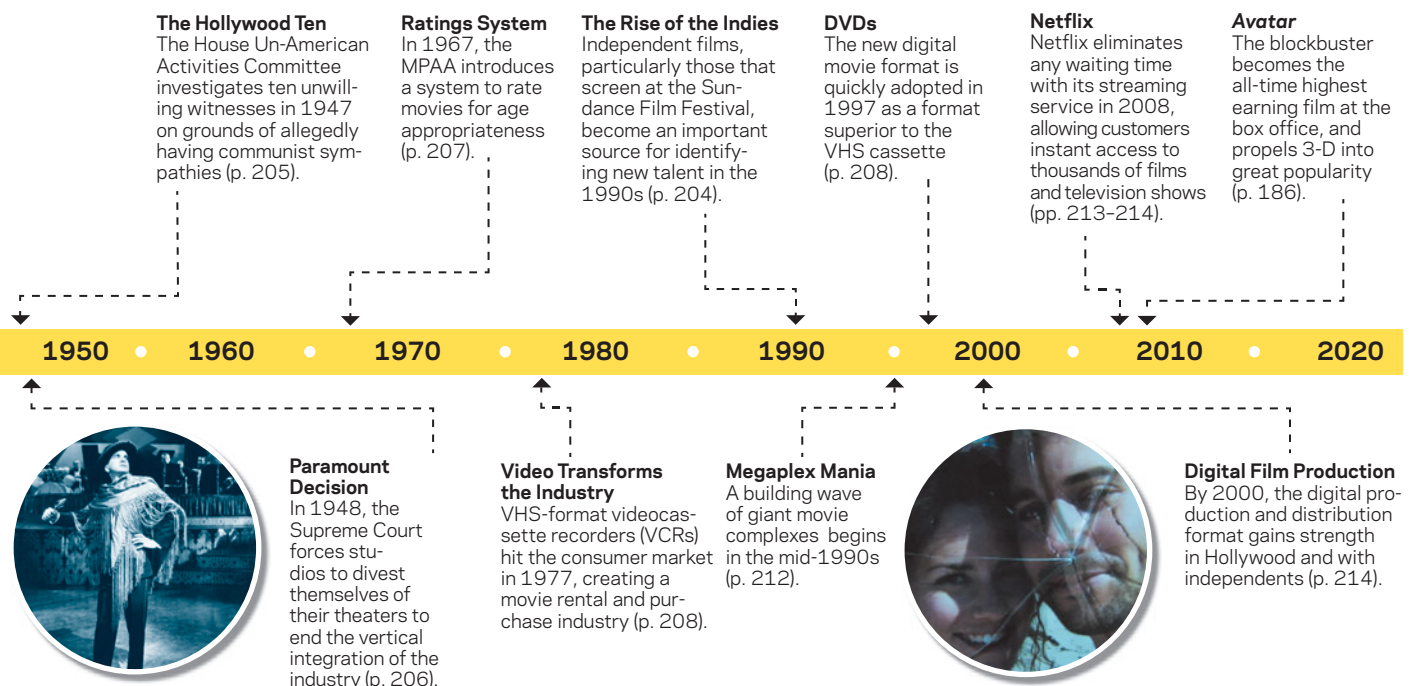 The Hollywood Ten
The House Un-American
Activities Committee
investigates ten unwill-
ing witnesses in 1947
on grounds of allegedly
having communist sym-
pathies (p. 205).
Ratings System
In 1967, the
MPAA introduces
a system to rate
movies for age
appropriateness
(p. 207).
The Rise of the Indies
Independent films,
particularly those that
screen at the Sun-
dance Film Festival,
become an important
source for identify-
ing new talent in the
1990s (p. 204).
DVDs
The new digital
movie format is
quickly adopted in
1997 as a format
superior to the
VHS cassette
(p. 208).
Netflix
Netflix eliminates
any waiting time
with its streaming
service in 2008,
allowing customers
instant access to
thousands of films
and television shows
(pp. 213–214).
Avatar
The blockbuster
becomes the
all-time highest
earning film at the
box office, and
propels 3-D into
great popularity
(p. 186).
1950 1960 1970 1980 1990 2000 2010 2020
Paramount
Decision
In 1948, the
Supreme Court
forces stu-
dios to divest
themselves of
their theaters to
end the vertical
integration of the
industry (p. 206).
Video Transforms
the Industry
VHS-format videocas-
sette recorders (VCRs)
hit the consumer market
in 1977, creating a
movie rental and pur-
chase industry (p. 208).
Megaplex Mania
A building wave
of giant movie
complexes begins
in the mid-1990s
(p. 212).
Digital Film Production
By 2000, the digital pro-
duction and distribution
format gains strength
in Hollywood and with
independents (p. 214).